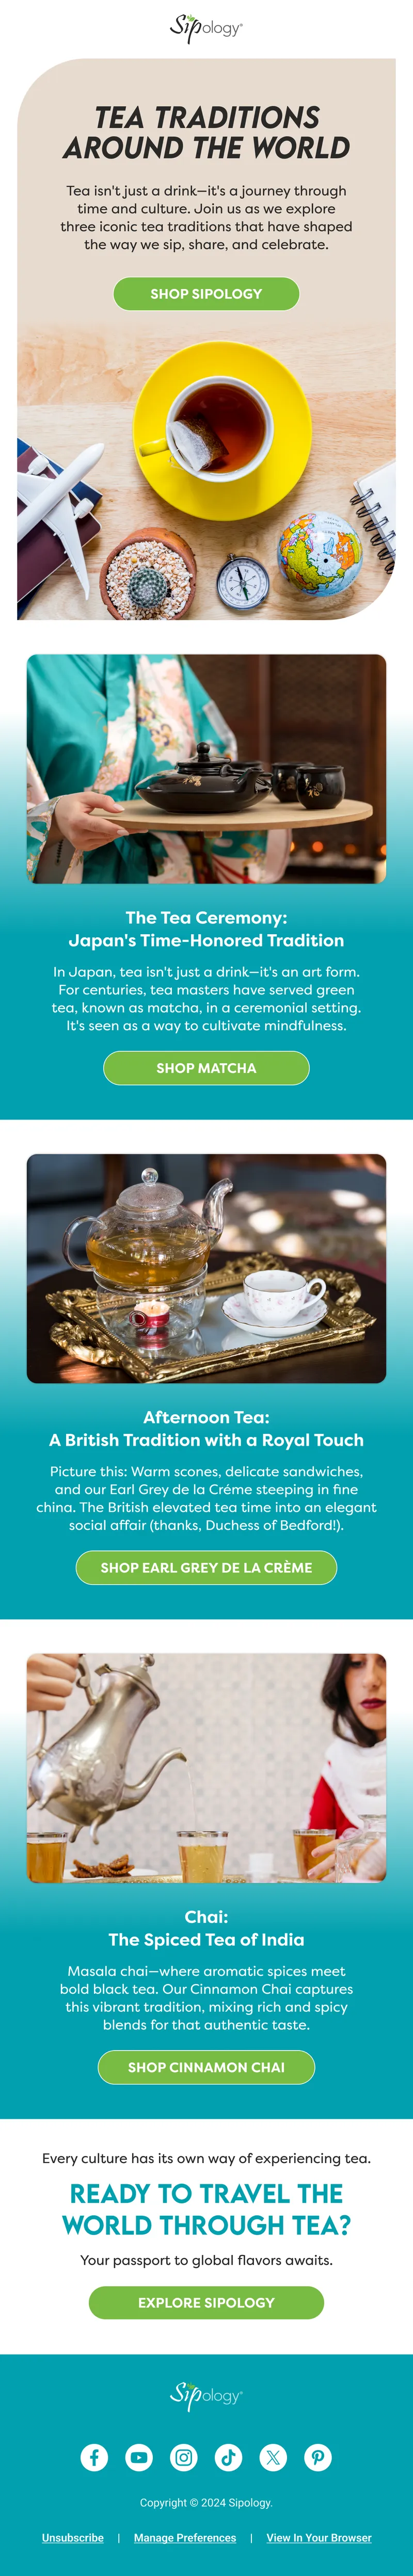 Sipology®
TEA TRADITIONS
AROUND THE WORLD
Tea isn't just a drink—it's a journey through
time and culture. Join us as we explore
three iconic tea traditions that have shaped
the way we sip, share, and celebrate.
SHOP SIPOLOGY
The Tea Ceremony:
Japan's Time-Honored Tradition
In Japan, tea isn't just a drink—it's an art form.
For centuries, tea masters have served green
tea, known as matcha, in a ceremonial setting.
It's seen as a way to cultivate mindfulness.
SHOP MATCHA
Afternoon Tea:
A British Tradition with a Royal Touch
Picture this: Warm scones, delicate sandwiches,
and our Earl Grey de la Créme steeping in fine
china. The British elevated tea time into an elegant
social affair (thanks, Duchess of Bedford!).
SHOP EARL GREY DE LA CRÈME
Chai:
The Spiced Tea of India
Masala chai—where aromatic spices meet
bold black tea. Our Cinnamon Chai captures
this vibrant tradition, mixing rich and spicy
blends for that authentic taste.
SHOP CINNAMON CHAI
Every culture has its own way of experiencing tea.
READY TO TRAVEL THE
WORLD THROUGH TEA?
Your passport to global flavors awaits.
EXPLORE SIPOLOGY
Sipology®
Copyright © 2024 Sipology.
Unsubscribe | Manage Preferences | View In Your Browser